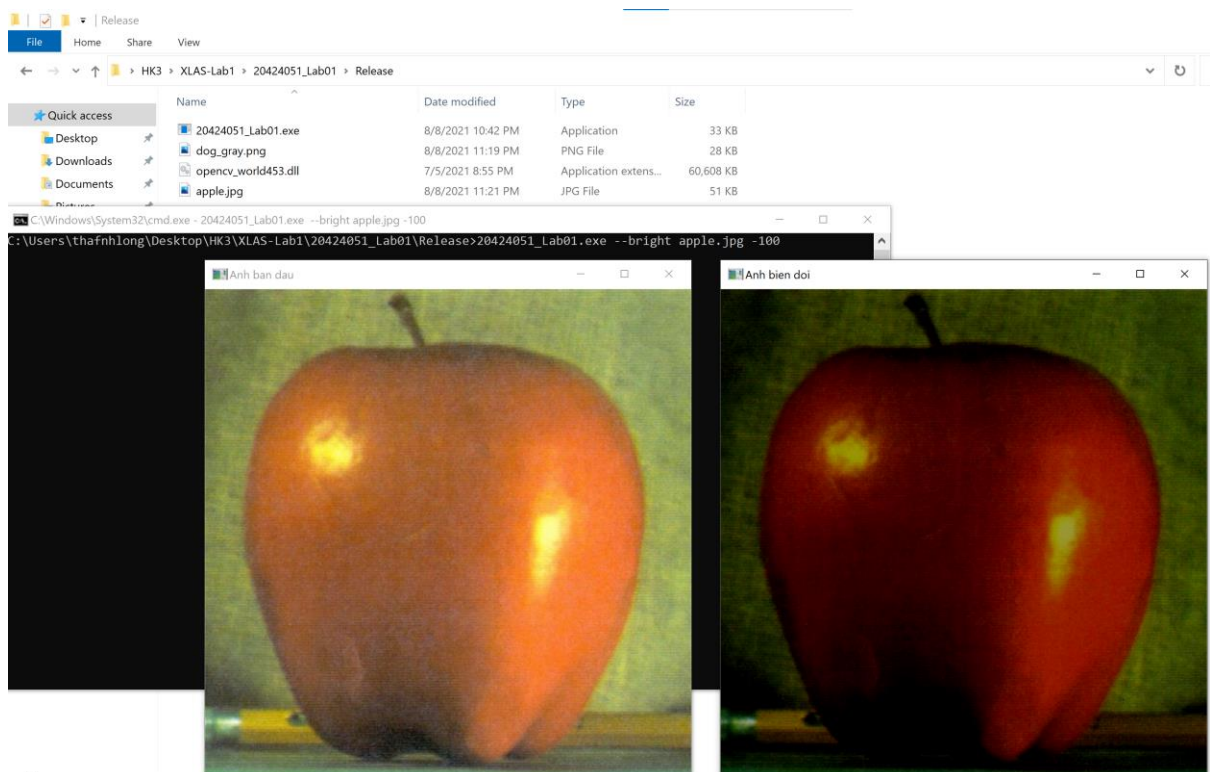 Release
File Home Share View
HK3 > XLAS-Lab1 > 20424051_Lab01 > Release
Name Date modified Type Size
Quick access
Desktop
Downloads
Documents
Pictures
20424051_Lab01.exe 8/8/2021 10:42 PM Application 33 KB
dog_gray.png 8/8/2021 11:19 PM PNG File 28 KB
opencv_world453.dll 7/5/2021 8:55 PM Application extens... 60,608 KB
apple.jpg 8/8/2021 11:21 PM JPG File 51 KB
C:\Windows\System32\cmd.exe - 20424051_Lab01.exe --bright apple.jpg -100
C:\Users\thafnhlong\Desktop\HK3\XLAS-Lab1\20424051_Lab01\Release>20424051_Lab01.exe --bright apple.jpg -100
Anh ban dau
Anh bien doi